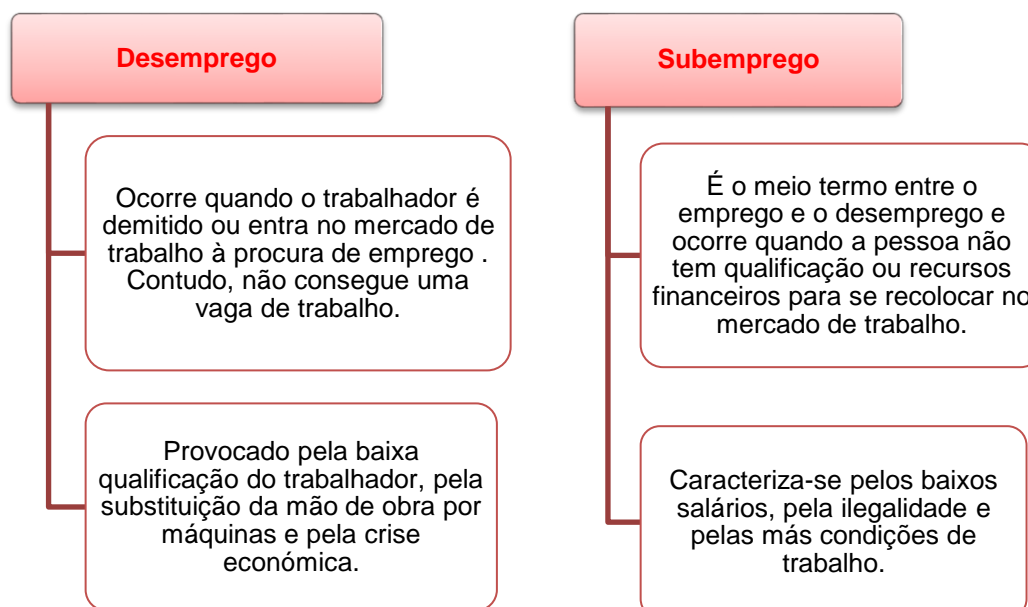 Desemprego
Ocorre quando o trabalhador é
demitido ou entra no mercado de
trabalho à procura de emprego .
Contudo, não consegue uma
vaga de trabalho.
Provocado pela baixa
qualificação do trabalhador, pela
substituição da mão de obra por
máquinas e pela crise
económica.
Subemprego
É o meio termo entre o
emprego e o desemprego e
ocorre quando a pessoa não
tem qualificação ou recursos
financeiros para se recolocar no
mercado de trabalho.
Caracteriza-se pelos baixos
salários, pela ilegalidade e
pelas más condições de
trabalho.